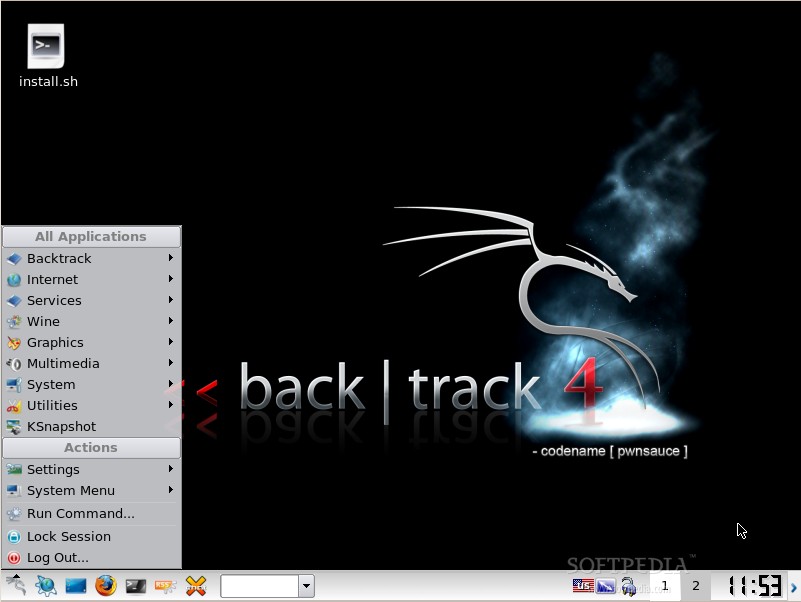 >-
install.sh
All Applications
Backtrack
Internet
Services
Wine
Graphics
Multimedia
System
Utilities
KSnapshot
Actions
Settings
System Menu
Run Command...
Lock Session
Log Out...
<< back | track 4
- codename [ pwnsauce ]
SOFTPEDIA™
US
1
2
11:53